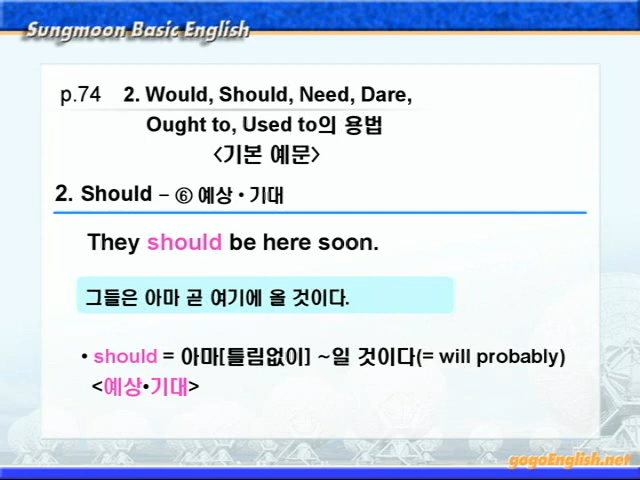 Sungmoon Basic English
p.74 2. Would, Should, Need, Dare,
Ought to, Used to의 용법
<기본 예문>
2. Should – ⑥ 예상 • 기대
They should be here soon.
그들은 아마 곧 여기에 올 것이다.
• should = 아마[틀림없이] ~일 것이다(= will probably)
<예상•기대>
gogoEnglish.net